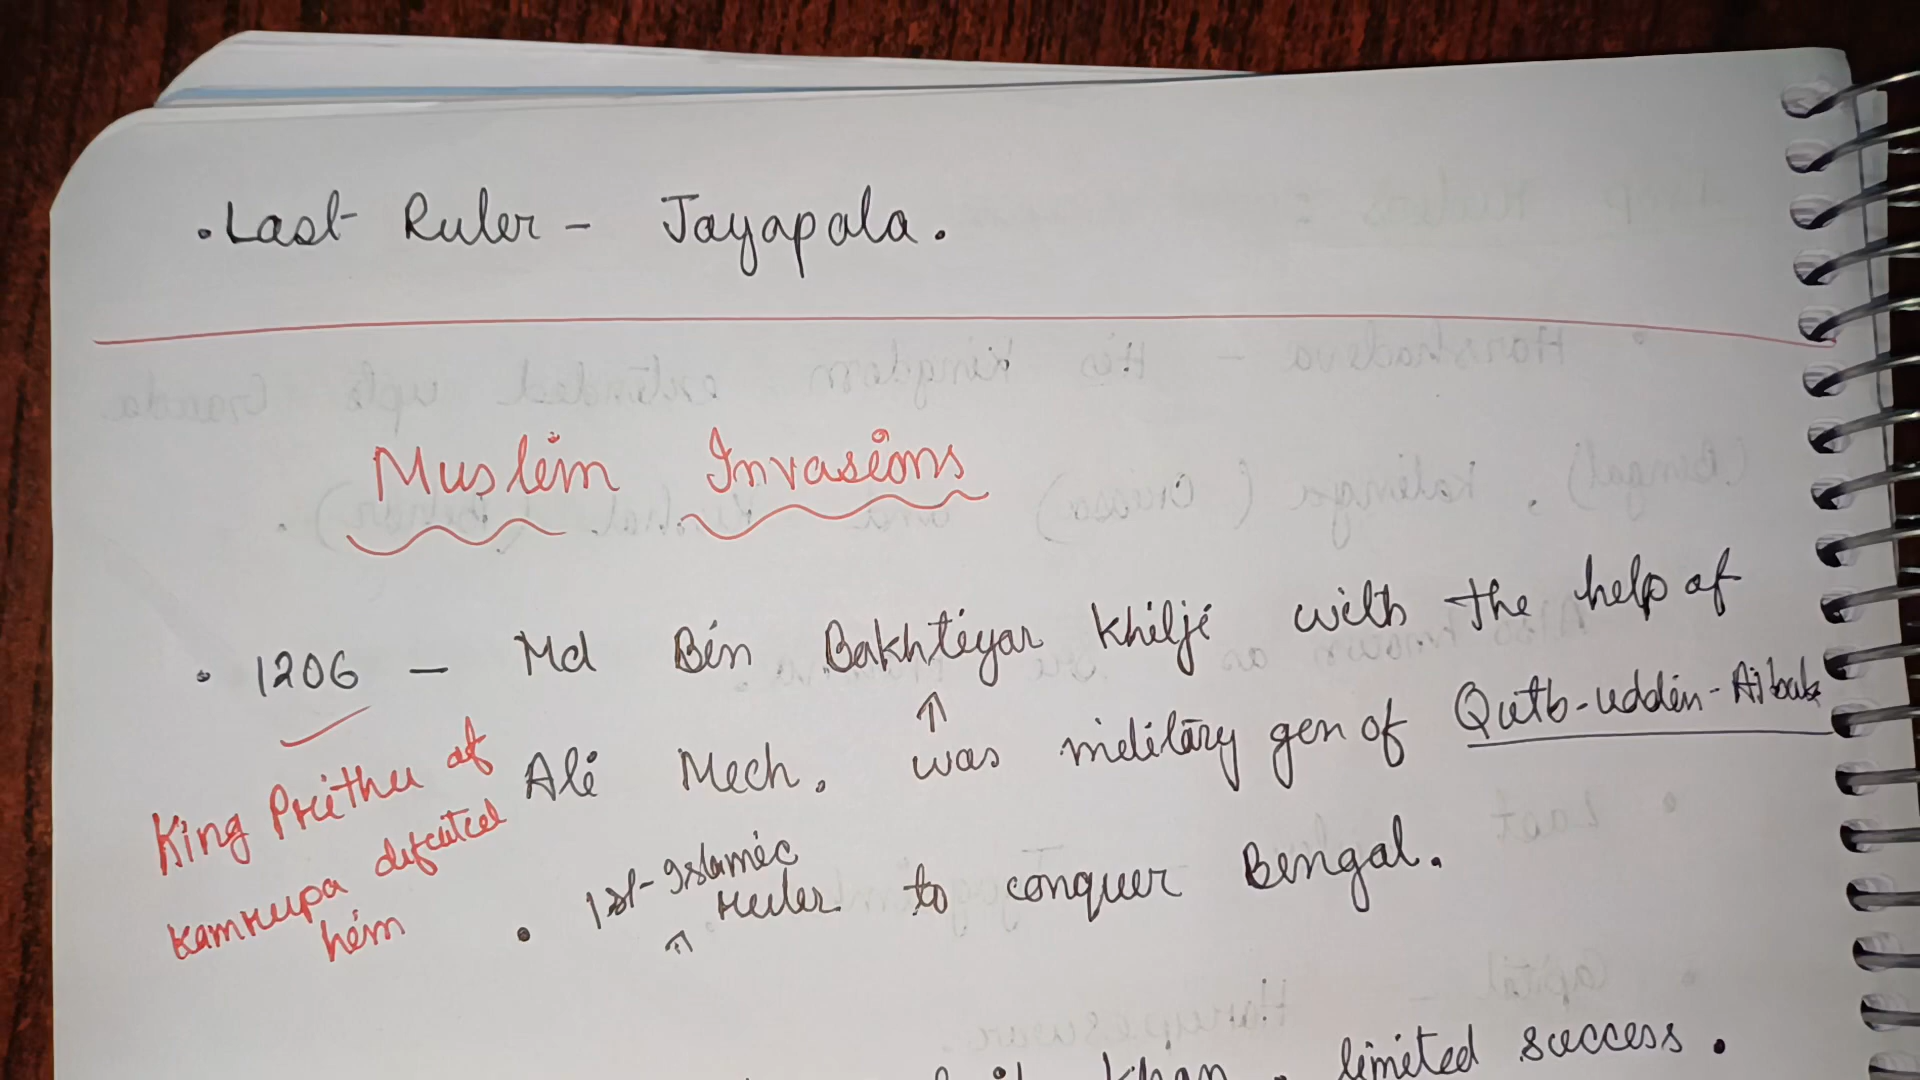 . Last Ruler - Jayapala.
Muslim Invasions
• 1206 - Md Bin Bakhtiyar Khilji with the help of
Ali Mech. was military gen of Qutb-uddin-Aibak
King Prithu of
Kamrupa defeated
him
• 1st Islamic ruler to conquer Bengal.
Khan. limited success.